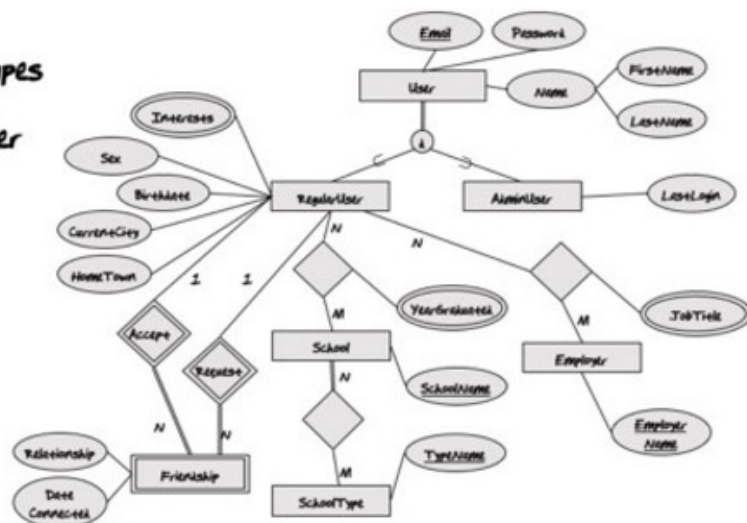 Email
Password
User
Name
FirstName
LastName
Interests
Sex
Birthdate
CurrentCity
HomeTown
d
RegularUser
AdminUser
LastLogin
1
1
N
N
Accept
Request
N
N
Relationship
Date
Connected
Friendship
M
YearGraduated
School
N
SchoolName
M
TypeName
SchoolType
M
JobTitle
Employer
Employer
Name